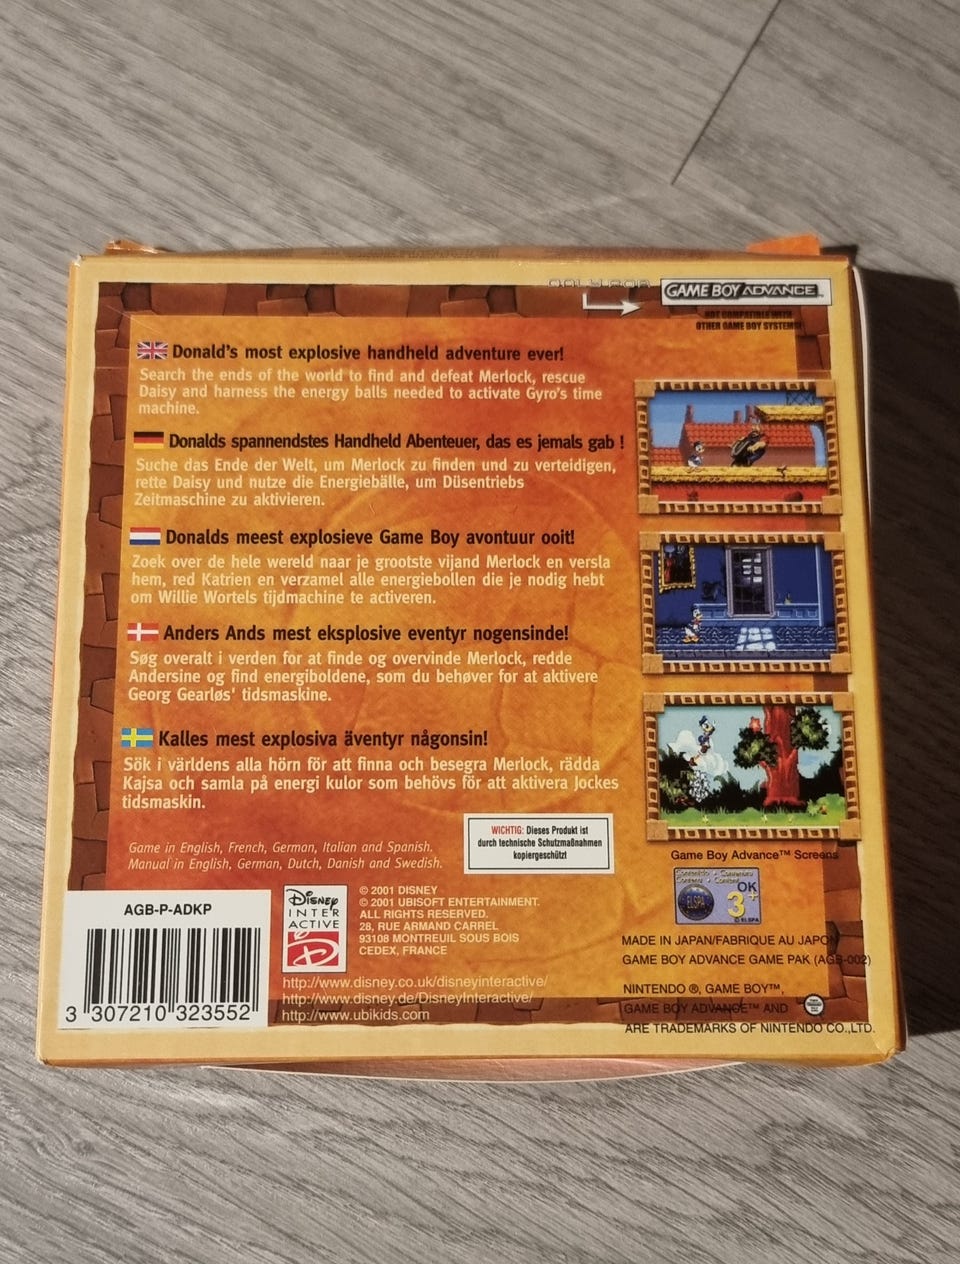 ONLY FOR
GAME BOY ADVANCE™
NOT COMPATIBLE WITH
OTHER GAME BOY SYSTEMS!
Donald's most explosive handheld adventure ever!
Search the ends of the world to find and defeat Merlock, rescue
Daisy and harness the energy balls needed to activate Gyro's time
machine.
Donalds spannendstes Handheld Abenteuer, das es jemals gab !
Suche das Ende der Welt, um Merlock zu finden und zu verteidigen,
rette Daisy und nutze die Energiebälle, um Düsentriebs
Zeitmaschine zu aktivieren.
Donalds meest explosieve Game Boy avontuur ooit!
Zoek over de hele wereld naar je grootste vijand Merlock en versla
hem, red Katrien en verzamel alle energiebollen die je nodig hebt
om Willie Wortels tijdmachine te activeren.
Anders Ands mest eksplosive eventyr nogensinde!
Søg overalt i verden for at finde og overvinde Merlock, redde
Andersine og find energiboldene, som du behøver for at aktivere
Georg Gearløs' tidsmaskine.
Kalles mest explosiva äventyr någonsin!
Sök i världens alla hörn för att finna och besegra Merlock, rädda
Kajsa och samla på energi kulor som behövs för att aktivera Jockes
tidsmaskin.
Game in English, French, German, Italian and Spanish.
Manual in English, German, Dutch, Danish and Swedish.
WICHTIG: Dieses Produkt ist
durch technische Schutzmaßnahmen
kopiergeschützt!
Game Boy Advance™ Screens
OK
3+
ELSPA
© ELSPA
AGB-P-ADKP
3 307210 323552
Disney
INTER
ACTIVE
© 2001 DISNEY
© 2001 UBISOFT ENTERTAINMENT.
ALL RIGHTS RESERVED.
28, RUE ARMAND CARREL
93108 MONTREUIL SOUS BOIS
CEDEX, FRANCE
http://www.disney.co.uk/disneyinteractive/
http://www.disney.de/DisneyInteractive/
http://www.ubikids.com
MADE IN JAPAN/FABRIQUE AU JAPON
GAME BOY ADVANCE GAME PAK (AGB-002)
NINTENDO ®, GAME BOY™,
GAME BOY ADVANCE™ AND
ARE TRADEMARKS OF NINTENDO CO.,LTD.